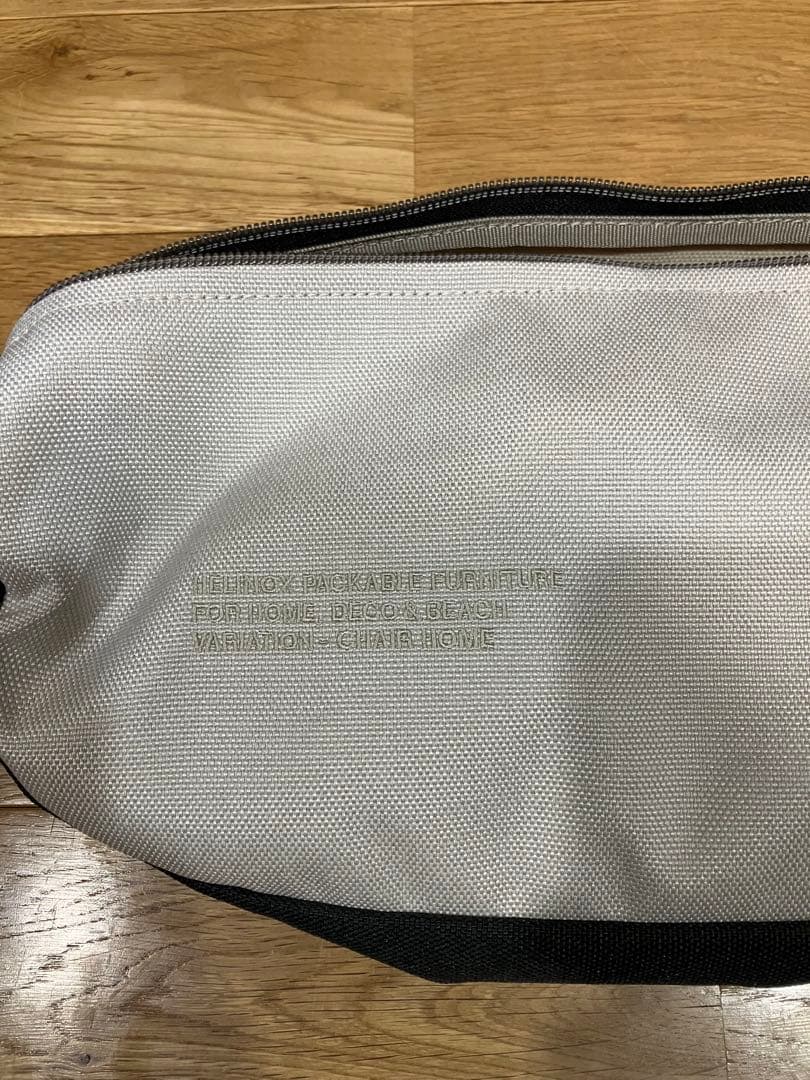 HELINOX PACKABLE FURNITURE
FOR HOME, DECO & BEACH
VARIATION - CHAIR HOME